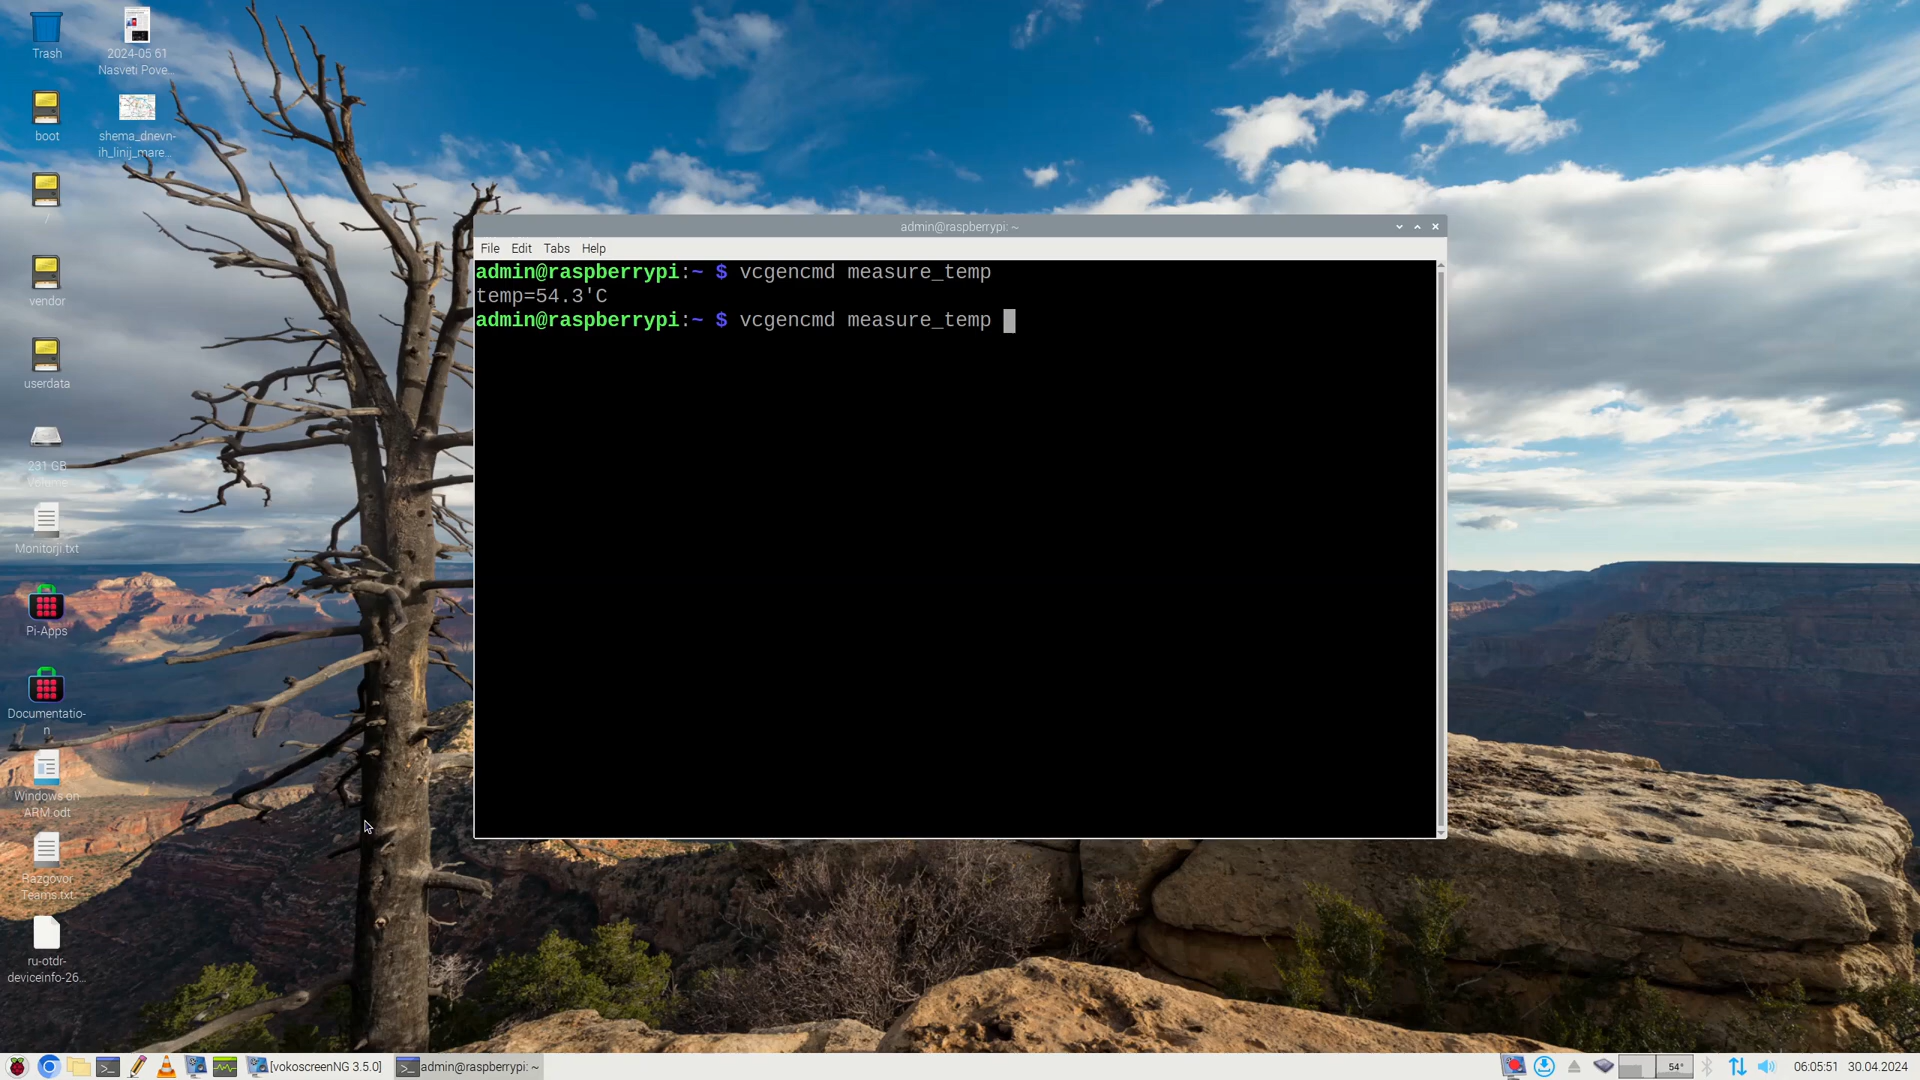 Trash
2024-05 61
Nasveti Pove...
boot
shema_dnevn-
ih_linij_mare...
/
vendor
userdata
231 GB
Volume
Monitorji.txt
Pi-Apps
Documentatio-
n
Windows on
ARM.odt
Razgovor
Teams.txt
ru-otdr-
deviceinfo-26...
admin@raspberrypi: ~
File Edit Tabs Help
admin@raspberrypi:~ $ vcgencmd measure_temp
temp=54.3'C
admin@raspberrypi:~ $ vcgencmd measure_temp
[vokoscreenNG 3.5.0]
admin@raspberrypi: ~
54°
06:05:51 30.04.2024